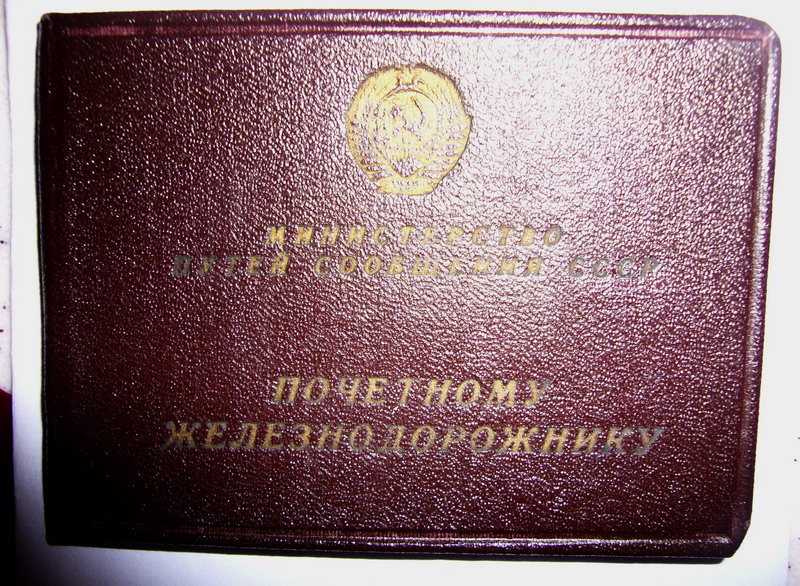 МИНИСТЕРСТВО
ПУТЕЙ СООБЩЕНИЯ СССР
ПОЧЕТНОМУ
ЖЕЛЕЗНОДОРОЖНИКУ